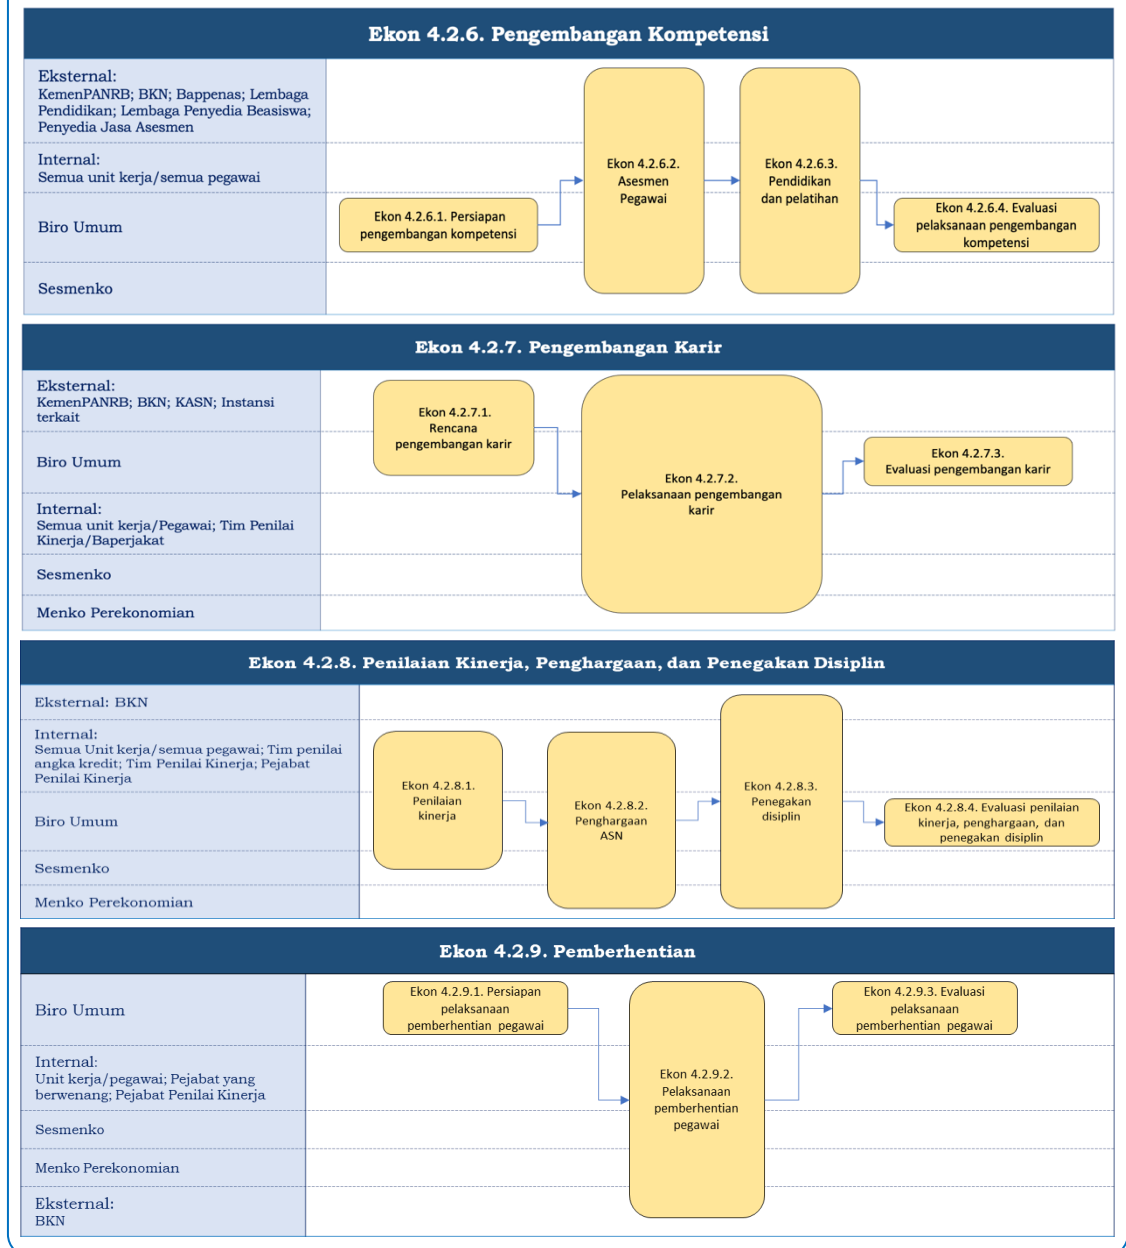 Ekon 4.2.6. Pengembangan Kompetensi
Eksternal:
KemenPANRB; BKN; Bappenas; Lembaga
Pendidikan; Lembaga Penyedia Beasiswa;
Penyedia Jasa Asesmen
Internal:
Semua unit kerja/semua pegawai
Biro Umum
Sesmenko
Ekon 4.2.6.1. Persiapan
pengembangan kompetensi
Ekon 4.2.6.2.
Asesmen
Pegawai
Ekon 4.2.6.3.
Pendidikan
dan pelatihan
Ekon 4.2.6.4. Evaluasi
pelaksanaan pengembangan
kompetensi
Ekon 4.2.7. Pengembangan Karir
Eksternal:
KemenPANRB; BKN; KASN; Instansi
terkait
Biro Umum
Internal:
Semua unit kerja/Pegawai; Tim Penilai
Kinerja/Baperjakat
Sesmenko
Menko Perekonomian
Ekon 4.2.7.1.
Rencana
pengembangan karir
Ekon 4.2.7.2.
Pelaksanaan pengembangan
karir
Ekon 4.2.7.3.
Evaluasi pengembangan karir
Ekon 4.2.8. Penilaian Kinerja, Penghargaan, dan Penegakan Disiplin
Eksternal: BKN
Internal:
Semua Unit kerja/semua pegawai; Tim penilai
angka kredit; Tim Penilai Kinerja; Pejabat
Penilai Kinerja
Biro Umum
Sesmenko
Menko Perekonomian
Ekon 4.2.8.1.
Penilaian
kinerja
Ekon 4.2.8.2.
Penghargaan
ASN
Ekon 4.2.8.3.
Penegakan
disiplin
Ekon 4.2.8.4. Evaluasi penilaian
kinerja, penghargaan, dan
penegakan disiplin
Ekon 4.2.9. Pemberhentian
Biro Umum
Internal:
Unit kerja/pegawai; Pejabat yang
berwenang; Pejabat Penilai Kinerja
Sesmenko
Menko Perekonomian
Eksternal:
BKN
Ekon 4.2.9.1. Persiapan
pelaksanaan
pemberhentian pegawai
Ekon 4.2.9.2.
Pelaksanaan
pemberhentian
pegawai
Ekon 4.2.9.3. Evaluasi
pelaksanaan
pemberhentian pegawai